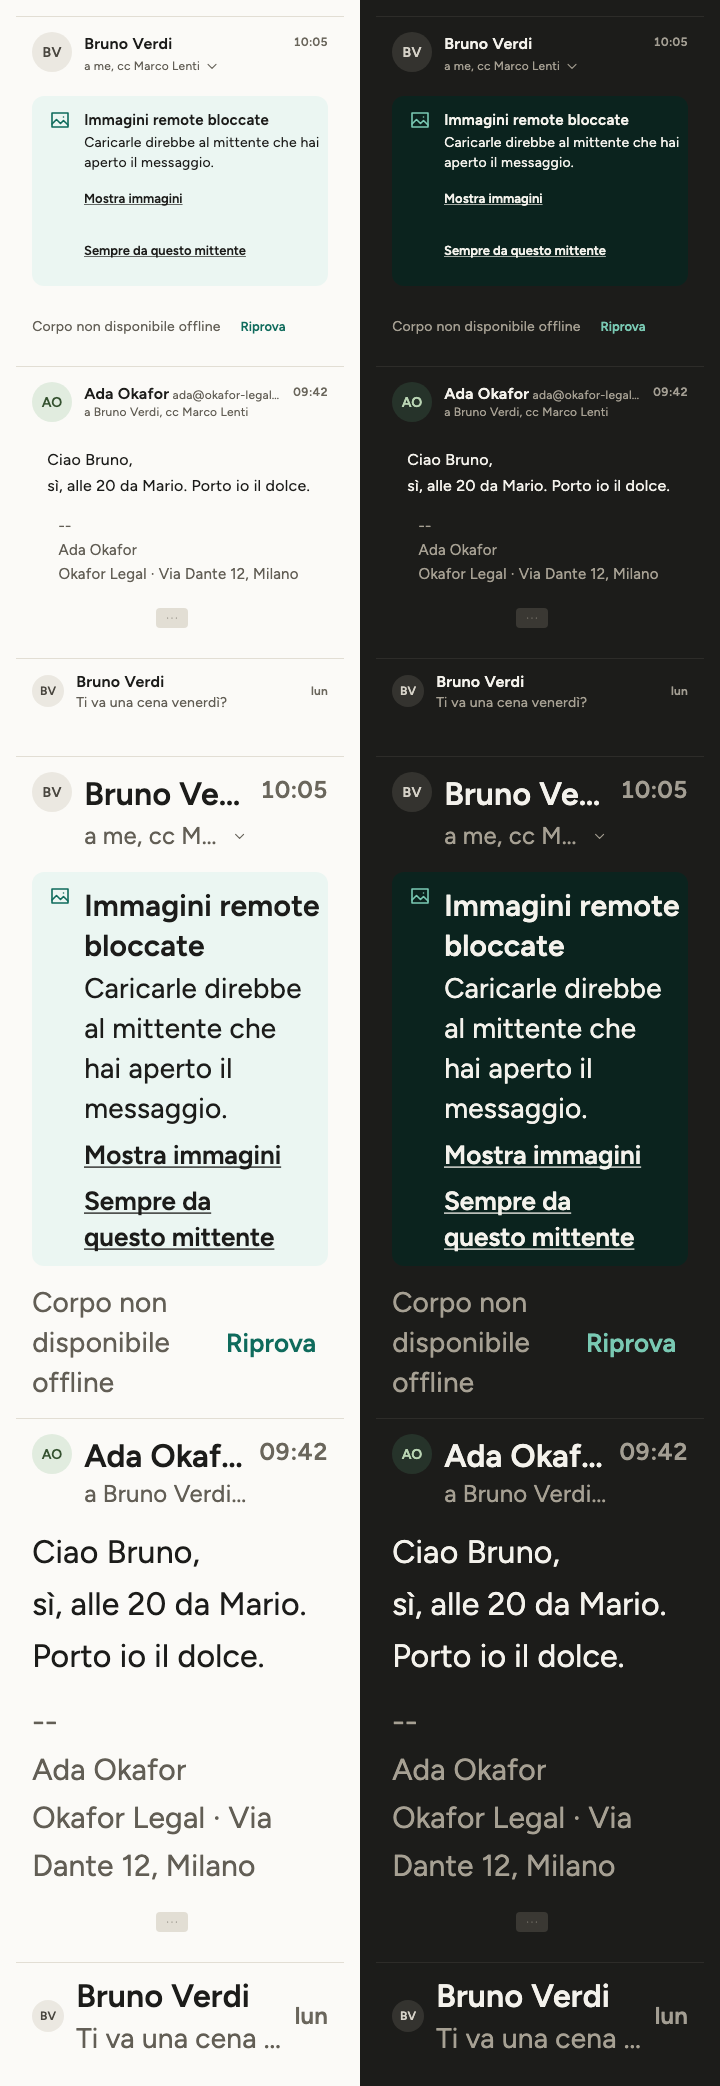 BV
Bruno Verdi
10:05
a me, cc Marco Lenti
Immagini remote bloccate
Caricarle direbbe al mittente che hai
aperto il messaggio.
Mostra immagini
Sempre da questo mittente
Corpo non disponibile offline
Riprova
AO
Ada Okafor ada@okafor-legal...
09:42
a Bruno Verdi, cc Marco Lenti
Ciao Bruno,
sì, alle 20 da Mario. Porto io il dolce.
--
Ada Okafor
Okafor Legal · Via Dante 12, Milano
...
BV
Bruno Verdi
Ti va una cena venerdì?
lun
BV
Bruno Ve...
10:05
a me, cc M...
Immagini remote
bloccate
Caricarle direbbe
al mittente che
hai aperto il
messaggio.
Mostra immagini
Sempre da
questo mittente
Corpo non
disponibile
offline
Riprova
AO
Ada Okaf...
09:42
a Bruno Verdi...
Ciao Bruno,
sì, alle 20 da Mario.
Porto io il dolce.
--
Ada Okafor
Okafor Legal · Via
Dante 12, Milano
...
BV
Bruno Verdi
Ti va una cena ...
lun
BV
Bruno Verdi
10:05
a me, cc Marco Lenti
Immagini remote bloccate
Caricarle direbbe al mittente che hai
aperto il messaggio.
Mostra immagini
Sempre da questo mittente
Corpo non disponibile offline
Riprova
AO
Ada Okafor ada@okafor-legal...
09:42
a Bruno Verdi, cc Marco Lenti
Ciao Bruno,
sì, alle 20 da Mario. Porto io il dolce.
--
Ada Okafor
Okafor Legal · Via Dante 12, Milano
...
BV
Bruno Verdi
Ti va una cena venerdì?
lun
BV
Bruno Ve...
10:05
a me, cc M...
Immagini remote
bloccate
Caricarle direbbe
al mittente che
hai aperto il
messaggio.
Mostra immagini
Sempre da
questo mittente
Corpo non
disponibile
offline
Riprova
AO
Ada Okaf...
09:42
a Bruno Verdi...
Ciao Bruno,
sì, alle 20 da Mario.
Porto io il dolce.
--
Ada Okafor
Okafor Legal · Via
Dante 12, Milano
...
BV
Bruno Verdi
Ti va una cena ...
lun